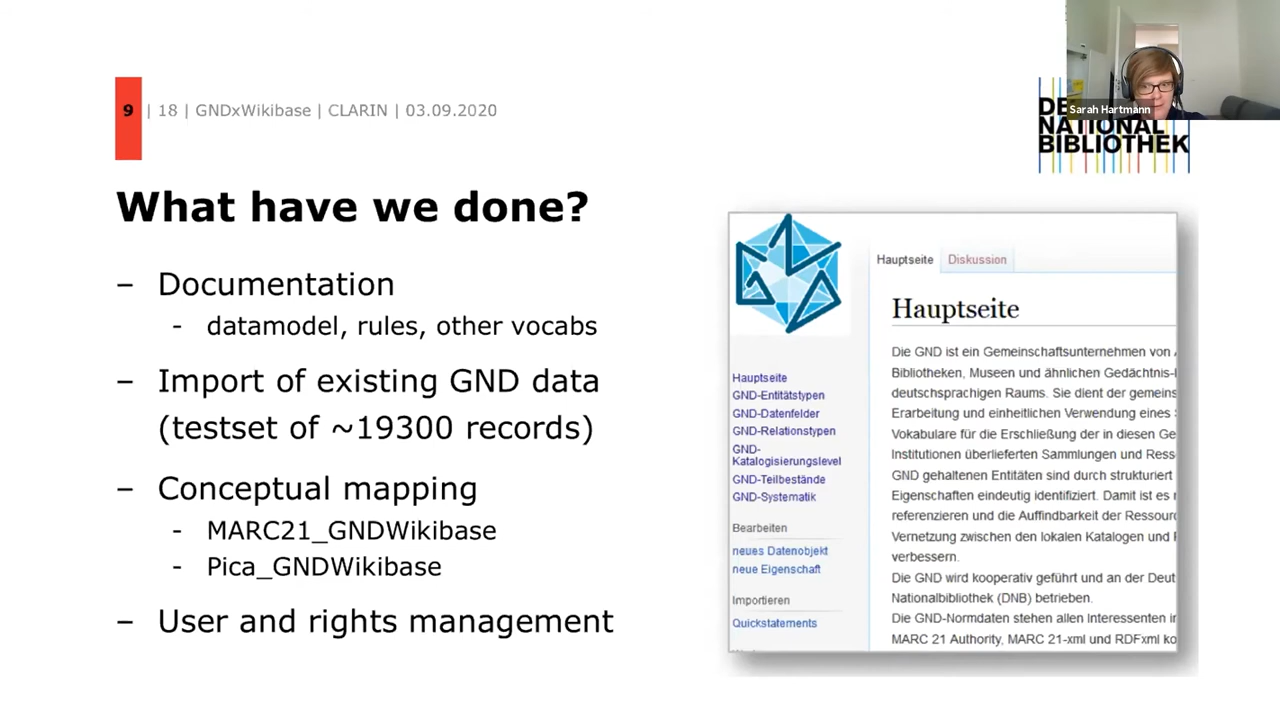 9 | 18 | GNDxWikibase | CLARIN | 03.09.2020
Sarah Hartmann
DE
NATIONAL
BIBLIOTHEK
What have we done?
– Documentation
- datamodel, rules, other vocabs
– Import of existing GND data
(testset of ~19300 records)
– Conceptual mapping
- MARC21_GNDWikibase
- Pica_GNDWikibase
– User and rights management
Hauptseite
GND-Entitätstypen
GND-Datenfelder
GND-Relationstypen
GND-
Katalogisierungslevel
GND-Teilbestände
GND-Systematik
Bearbeiten
neues Datenobjekt
neue Eigenschaft
Importieren
Quickstatements
Hauptseite Diskussion
Hauptseite
Die GND ist ein Gemeinschaftsunternehmen von
Bibliotheken, Museen und ähnlichen Gedächtnis-
deutschsprachigen Raums. Sie dient der gemeins
Erarbeitung und einheitlichen Verwendung eines
Vokabulare für die Erschließung der in diesen Ge
Institutionen überlieferten Sammlungen und Ress
GND gehaltenen Entitäten sind durch strukturiert
Eigenschaften eindeutig identifiziert. Damit ist es
referenzieren und die Auffindbarkeit der Ressour
Vernetzung zwischen den lokalen Katalogen und
verbessern.
Die GND wird kooperativ geführt und an der Deut
Nationalbibliothek (DNB) betrieben.
Die GND-Normdaten stehen allen Interessenten i
MARC 21 Authority, MARC 21-xml und RDFxml ko